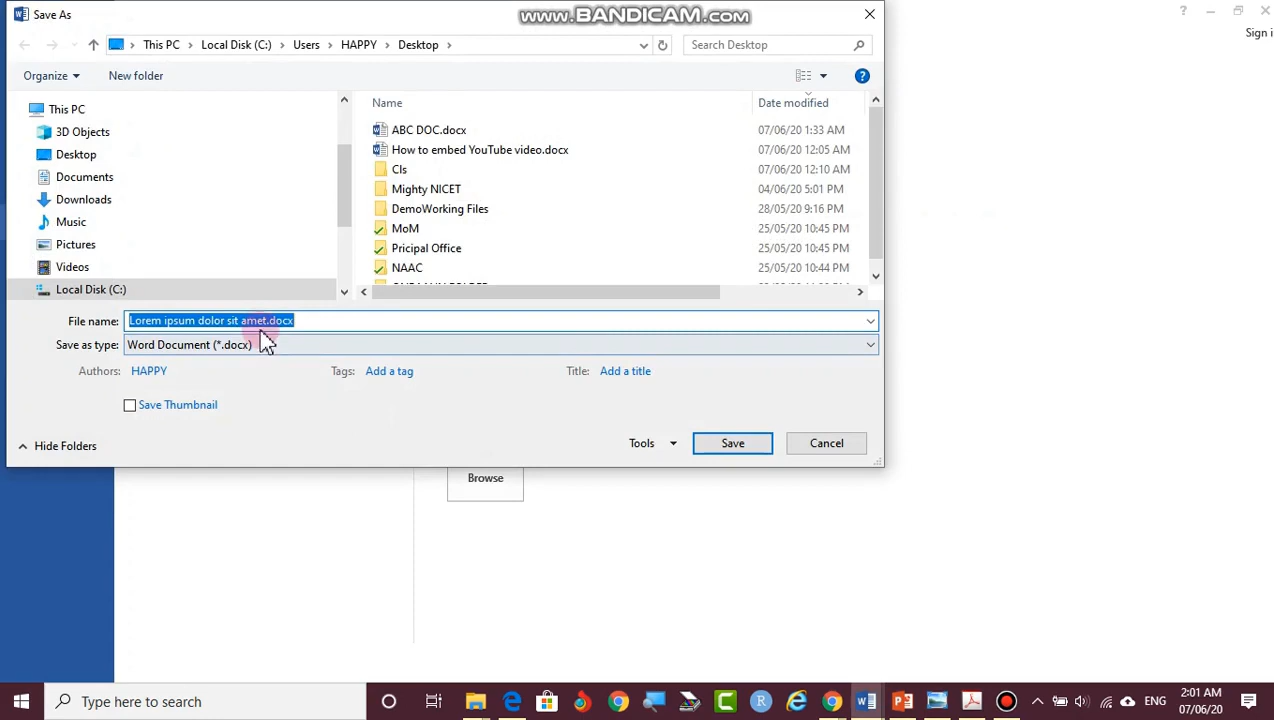 Save As
www.BANDICAM.com
Sign i
This PC > Local Disk (C:) > Users > HAPPY > Desktop >
Search Desktop
Organize
New folder
This PC
3D Objects
Desktop
Documents
Downloads
Music
Pictures
Videos
Local Disk (C:)
Name Date modified
ABC DOC.docx 07/06/20 1:33 AM
How to embed YouTube video.docx 07/06/20 12:05 AM
CIs 07/06/20 12:10 AM
Mighty NICET 04/06/20 5:01 PM
DemoWorking Files 28/05/20 9:16 PM
MoM 25/05/20 10:45 PM
Pricipal Office 25/05/20 10:45 PM
NAAC 25/05/20 10:44 PM
File name: Lorem ipsum dolor sit amet.docx
Save as type: Word Document (*.docx)
Authors: HAPPY Tags: Add a tag Title: Add a title
Save Thumbnail
Hide Folders
Tools Save Cancel
Browse
Type here to search
ENG
2:01 AM
07/06/20